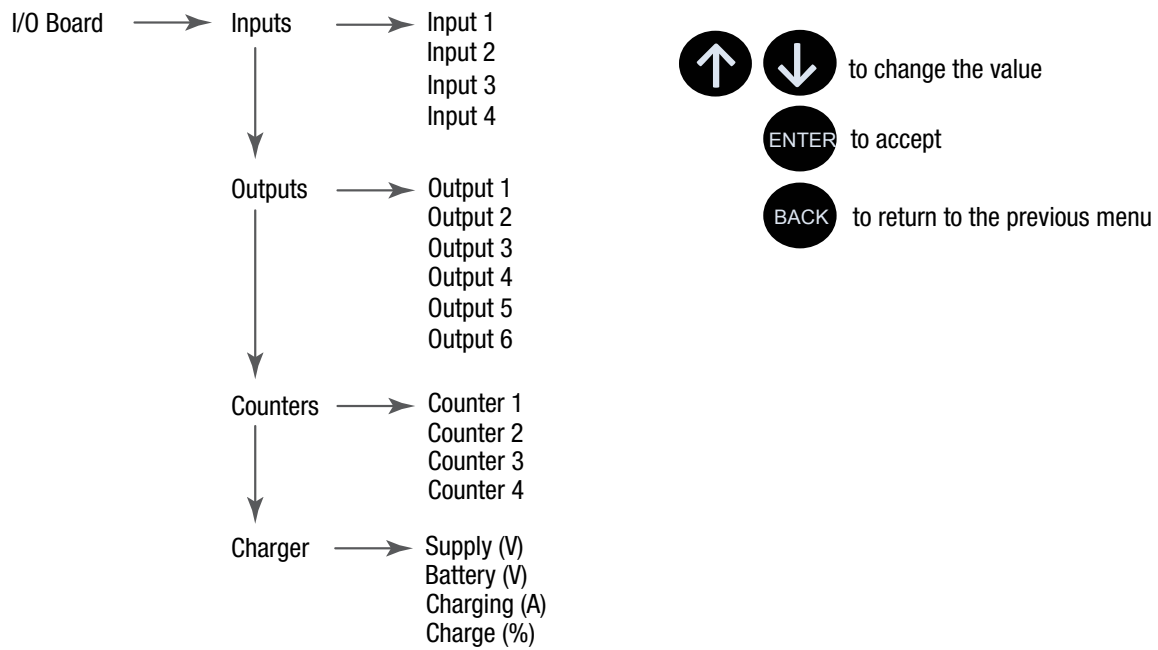 I/O Board
Inputs
Input 1
Input 2
Input 3
Input 4
Outputs
Output 1
Output 2
Output 3
Output 4
Output 5
Output 6
Counters
Counter 1
Counter 2
Counter 3
Counter 4
Charger
Supply (V)
Battery (V)
Charging (A)
Charge (%)
to change the value
ENTER to accept
BACK to return to the previous menu